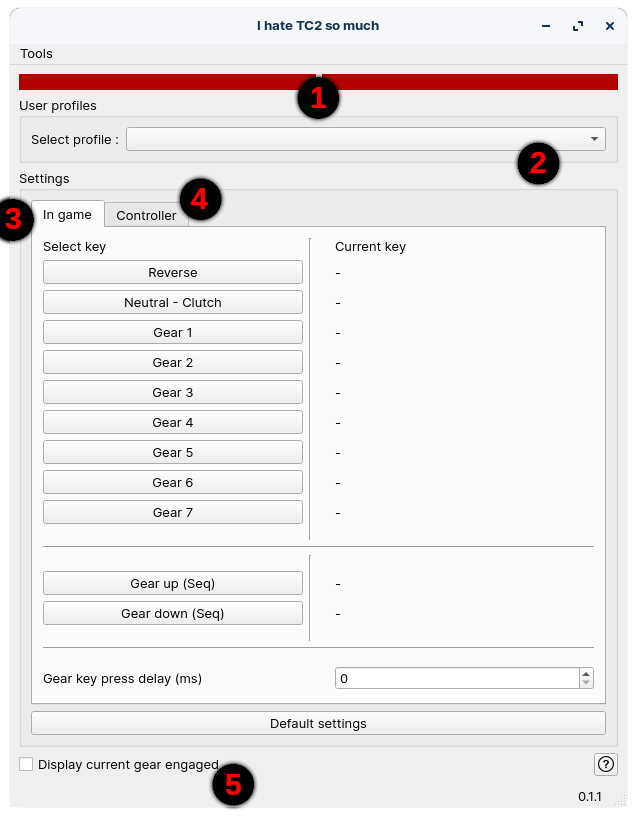 I hate TC2 so much
Tools
1
User profiles
Select profile :
2
Settings
3 In game Controller 4
Select key Current key
Reverse -
Neutral - Clutch -
Gear 1 -
Gear 2 -
Gear 3 -
Gear 4 -
Gear 5 -
Gear 6 -
Gear 7 -
Gear up (Seq) -
Gear down (Seq) -
Gear key press delay (ms) 0
Default settings
Display current gear engaged ?
5
0.1.1